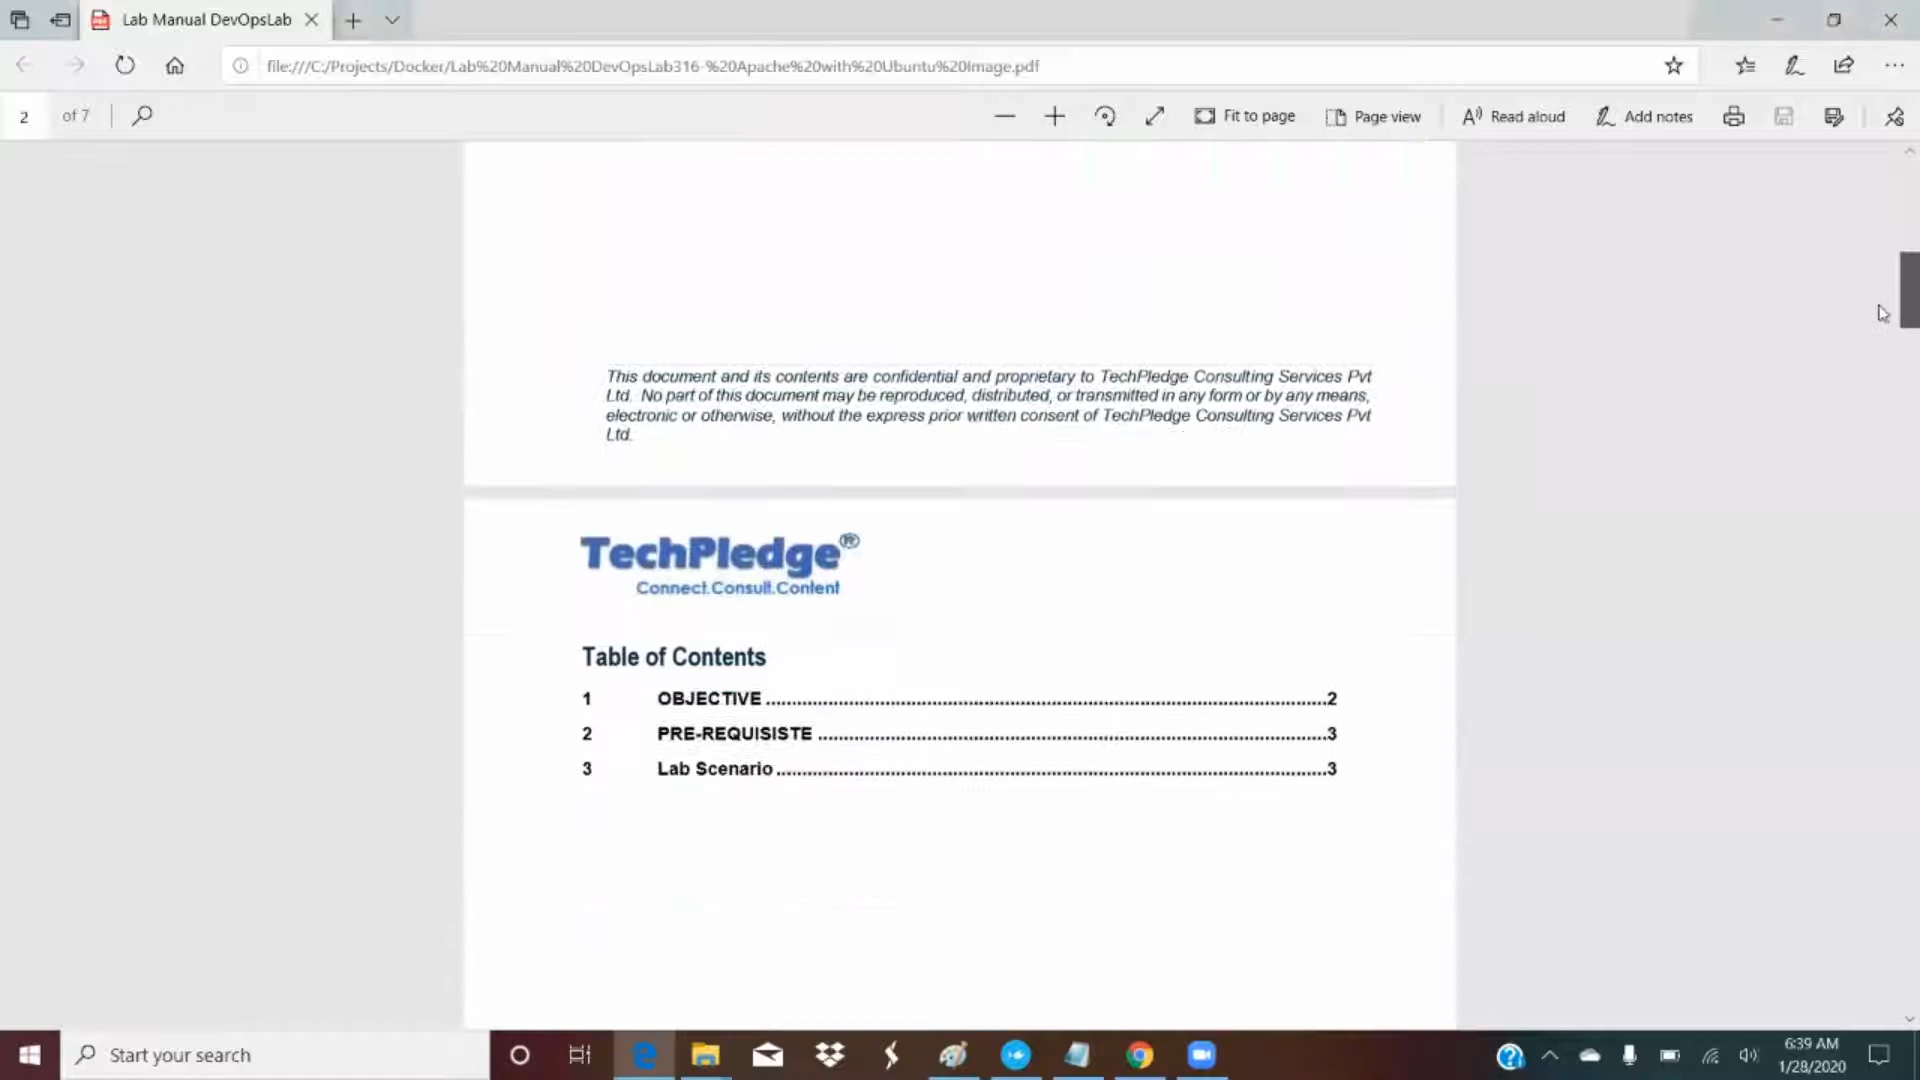 Lab Manual DevOpsLab
file:///C:/Projects/Docker/Lab%20Manual%20DevOpsLab316-%20Apache%20with%20Ubuntu%20Image.pdf
2 of 7
Fit to page
Page view
Read aloud
Add notes
This document and its contents are confidential and proprietary to TechPledge Consulting Services Pvt
Ltd. No part of this document may be reproduced, distributed, or transmitted in any form or by any means,
electronic or otherwise, without the express prior written consent of TechPledge Consulting Services Pvt
Ltd.
TechPledge®
Connect.Consult.Content
Table of Contents
1 OBJECTIVE ........................................................................................2
2 PRE-REQUISISTE ........................................................................................3
3 Lab Scenario ........................................................................................3
Start your search
6:39 AM
1/28/2020